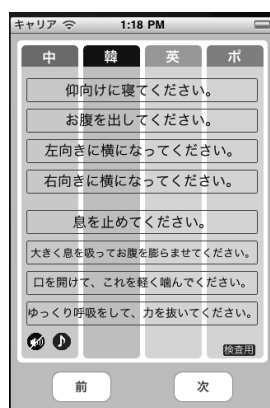 キャリア 1:18 PM
中 韓 英 ポ
仰向けに寝てください。
お腹を出してください。
左向きに横になってください。
右向きに横になってください。
息を止めてください。
大きく息を吸ってお腹を膨らませてください。
口を開けて、これを軽く噛んでください。
ゆっくり呼吸をして、力を抜いてください。
検査用
前 次